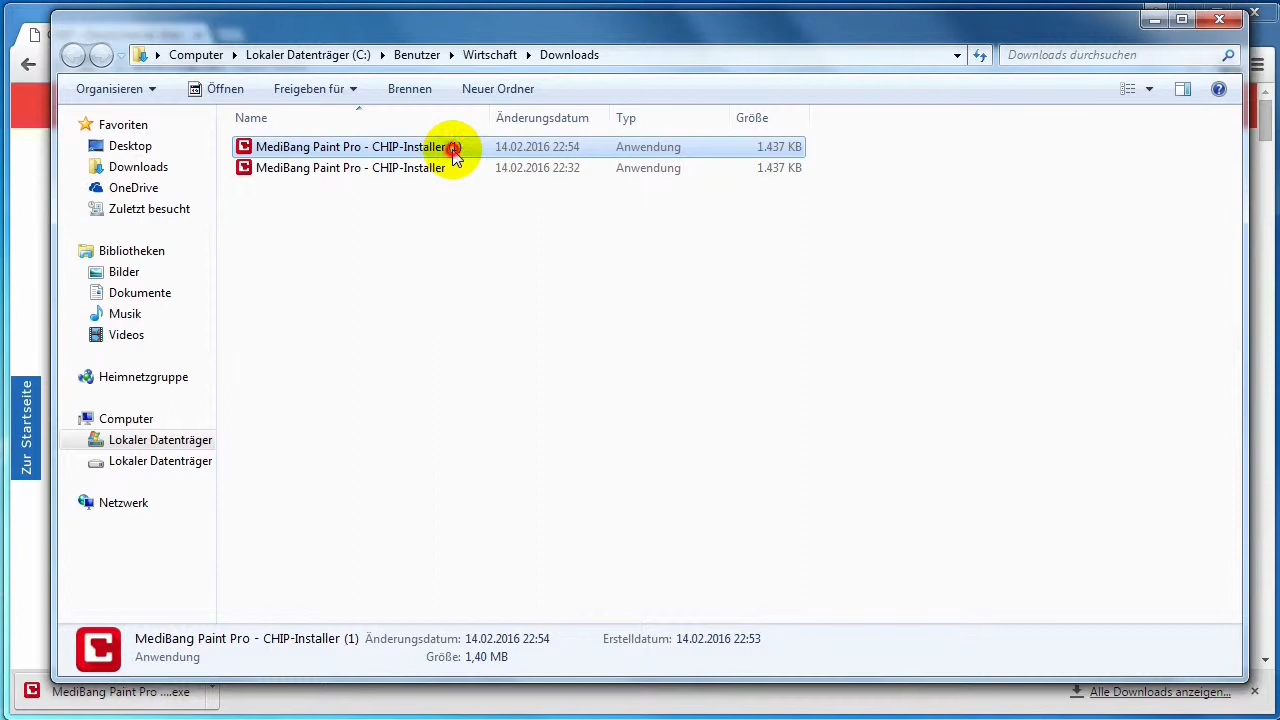 Computer Lokaler Datenträger (C:) Benutzer Wirtschaft Downloads Downloads durchsuchen
Organisieren Öffnen Freigeben für Brennen Neuer Ordner
Name Änderungsdatum Typ Größe
MediBang Paint Pro - CHIP-Installer (1) 14.02.2016 22:54 Anwendung 1.437 KB
MediBang Paint Pro - CHIP-Installer 14.02.2016 22:32 Anwendung 1.437 KB
Favoriten
Desktop
Downloads
OneDrive
Zuletzt besucht
Bibliotheken
Bilder
Dokumente
Musik
Videos
Heimnetzgruppe
Computer
Lokaler Datenträger
Lokaler Datenträger
Netzwerk
Zur Startseite
MediBang Paint Pro - CHIP-Installer (1) Änderungsdatum: 14.02.2016 22:54 Erstelldatum: 14.02.2016 22:53
Anwendung Größe: 1,40 MB
MediBang Paint Pro ....exe Alle Downloads anzeigen...